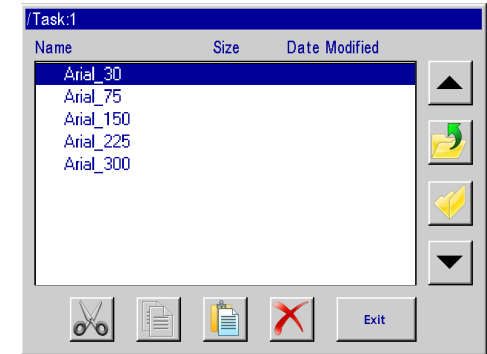 /Task:1
Name Size Date Modified
Arial_30
Arial_75
Arial_150
Arial_225
Arial_300
Exit